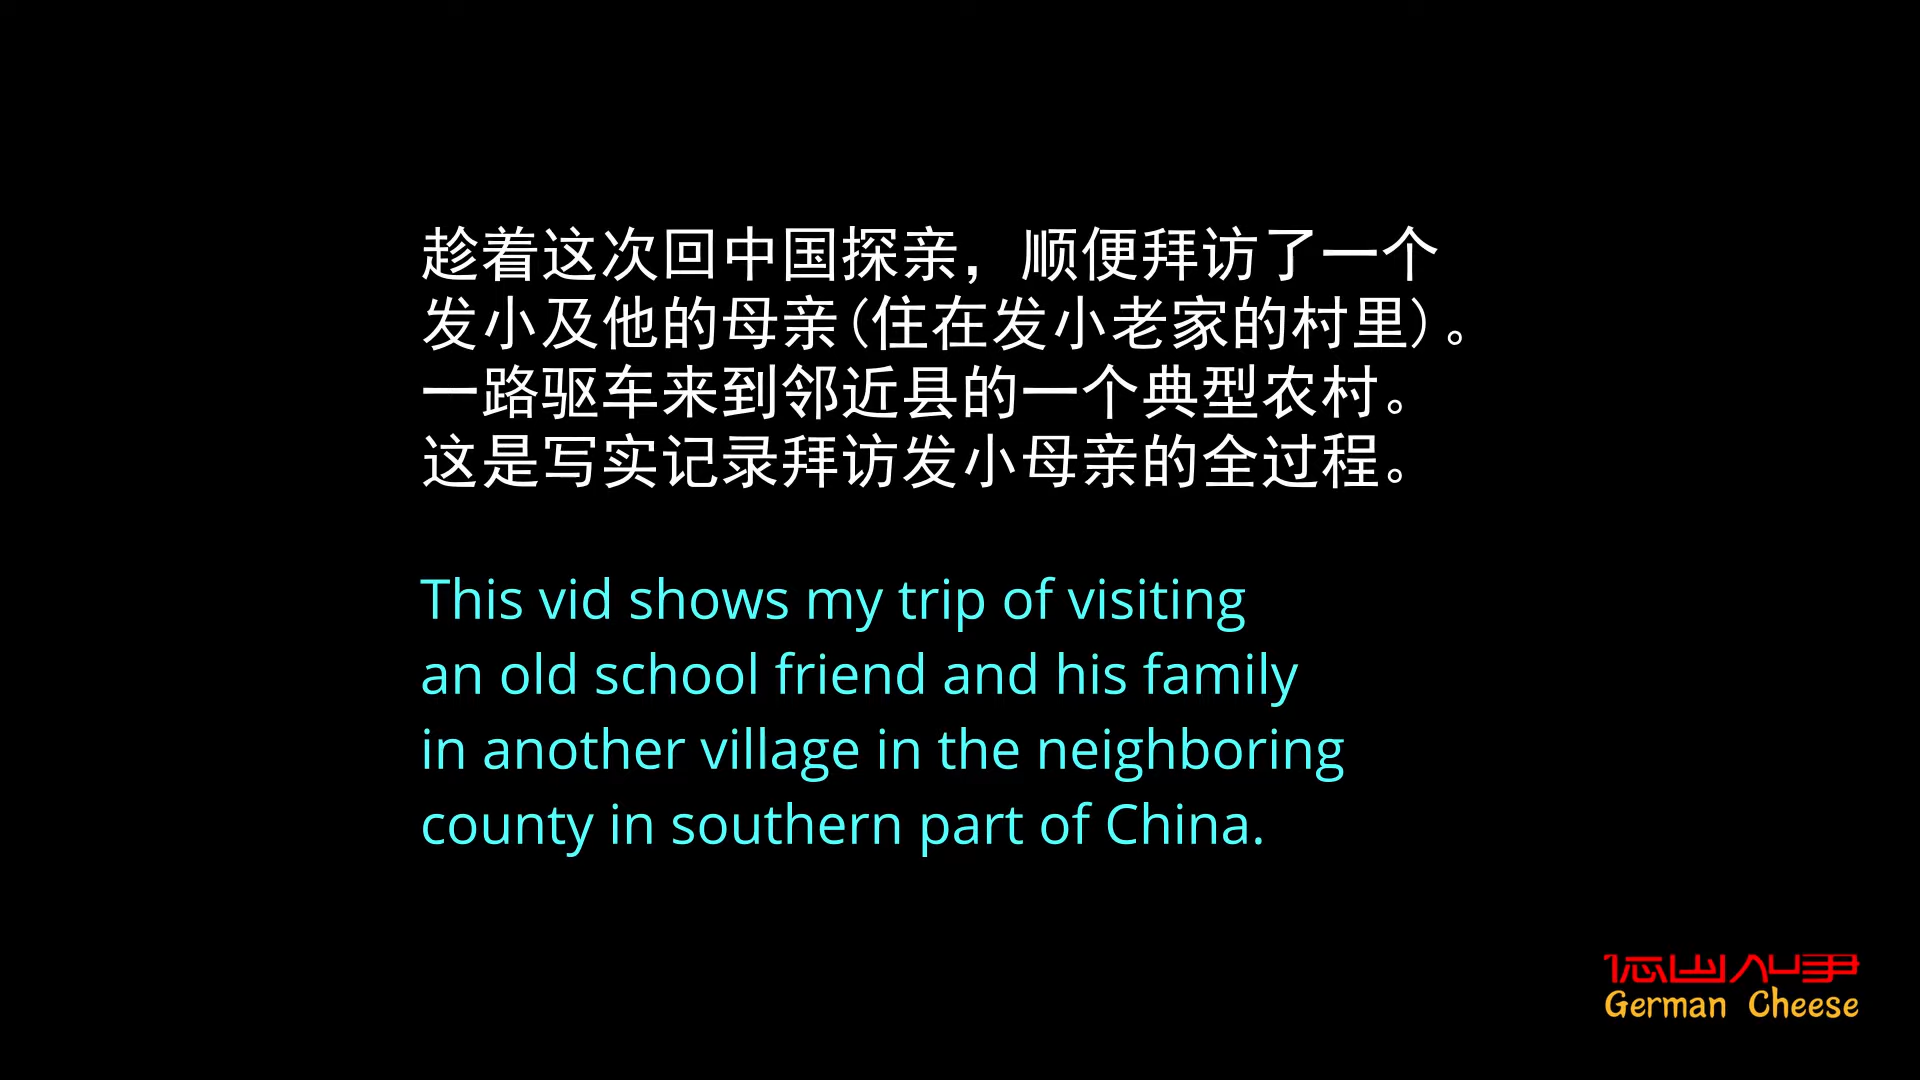 趁着这次回中国探亲，顺便拜访了一个
发小及他的母亲(住在发小老家的村里)。
一路驱车来到邻近县的一个典型农村。
这是写实记录拜访发小母亲的全过程。
This vid shows my trip of visiting
an old school friend and his family
in another village in the neighboring
county in southern part of China.
German Cheese